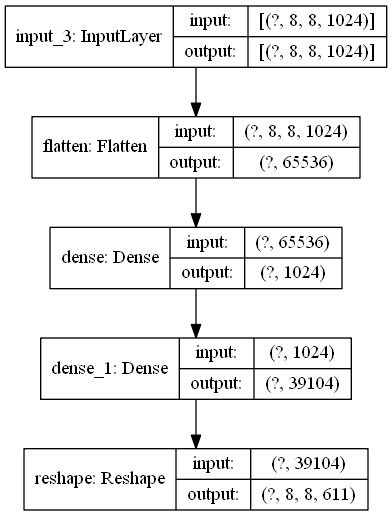 input_3: InputLayer
input: [(?, 8, 8, 1024)]
output: [(?, 8, 8, 1024)]
flatten: Flatten
input: (?, 8, 8, 1024)
output: (?, 65536)
dense: Dense
input: (?, 65536)
output: (?, 1024)
dense_1: Dense
input: (?, 1024)
output: (?, 39104)
reshape: Reshape
input: (?, 39104)
output: (?, 8, 8, 611)